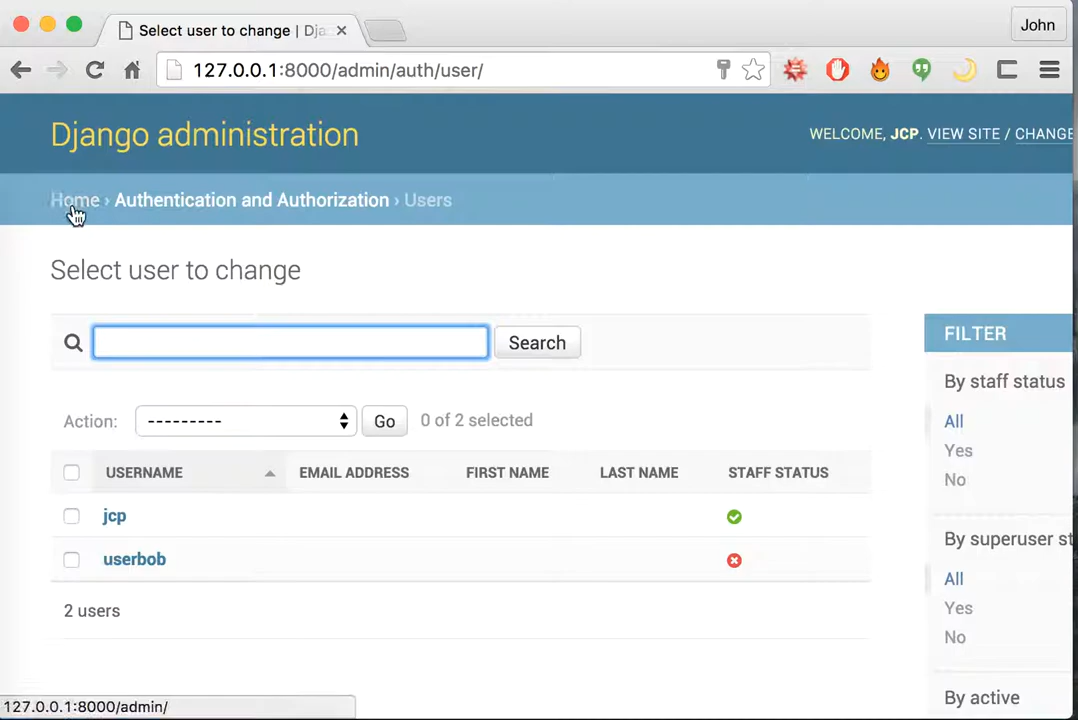 Select user to change | Dja
John
127.0.0.1:8000/admin/auth/user/
Django administration
WELCOME, JCP. VIEW SITE / CHANGE
Home › Authentication and Authorization › Users
Select user to change
Search
FILTER
By staff status
All
Yes
No
Action: --------- Go 0 of 2 selected
USERNAME EMAIL ADDRESS FIRST NAME LAST NAME STAFF STATUS
jcp
userbob
2 users
By superuser st
All
Yes
No
By active
127.0.0.1:8000/admin/